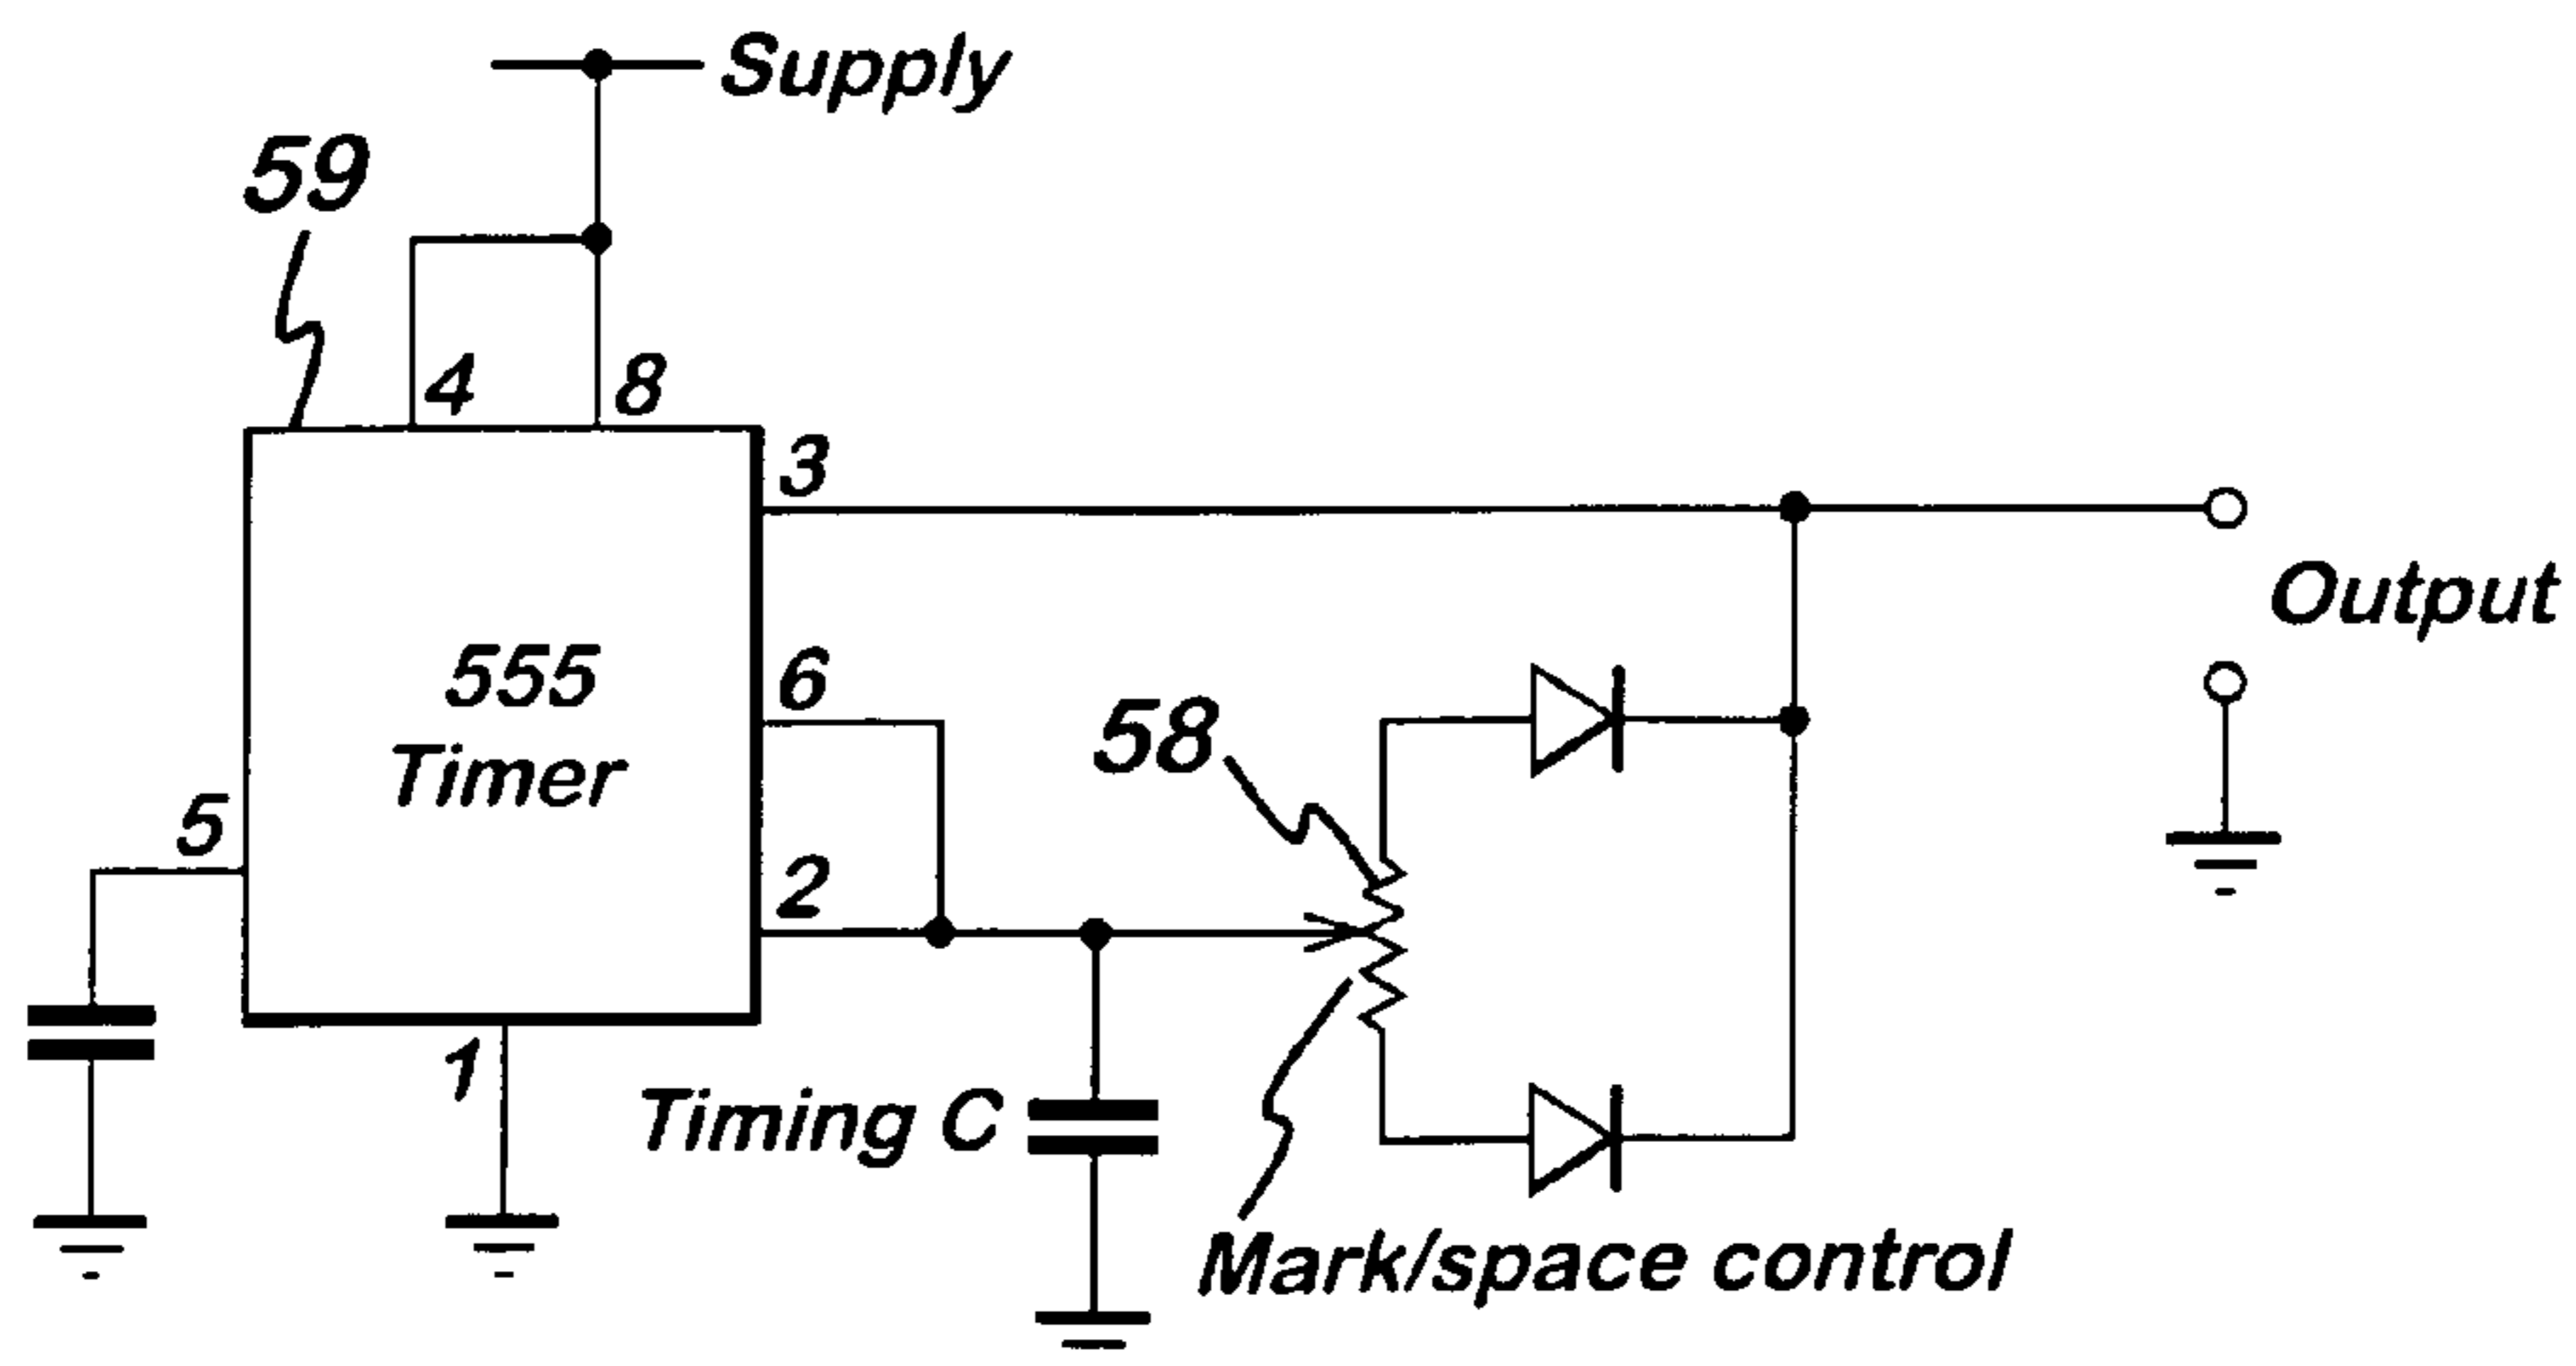 Supply
59
4
8
3
555
Timer
6
58
Output
5
2
1
Timing C
Mark/space control